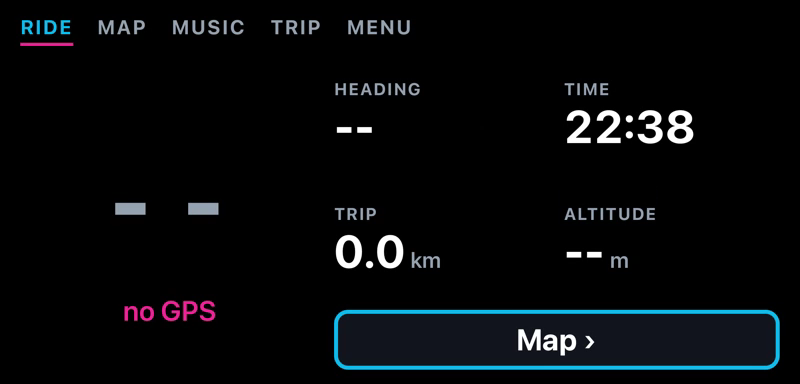 RIDE MAP MUSIC TRIP MENU
HEADING
--
TIME
22:38
- -
no GPS
TRIP
0.0 km
ALTITUDE
-- m
Map ›